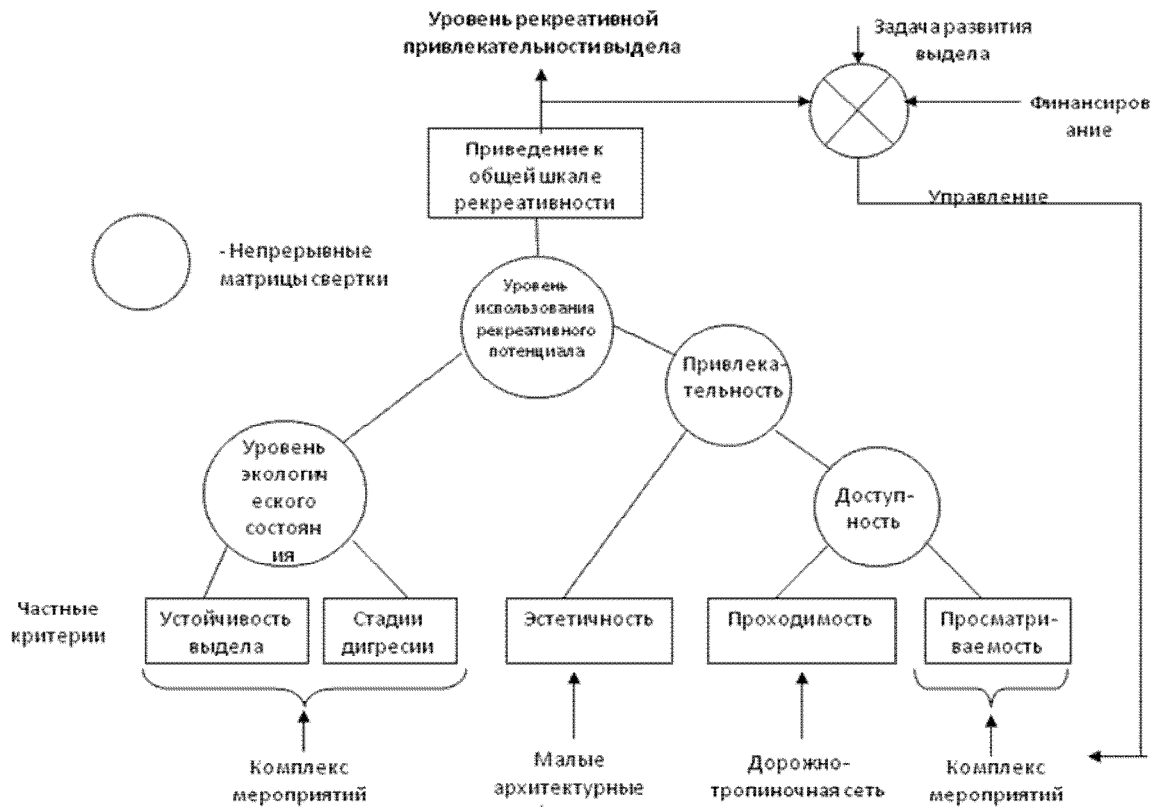 Уровень рекреативной
привлекательности выдела
Задача развития
выдела
Финансиров
ание
Приведение к
общей шкале
рекреативности
Управление
- Непрерывные
матрицы свертки
Уровень
использования
рекреативного
потенциала
Привлека-
тельность
Уровень
экологич
еского
состоян
ия
Доступ-
ность
Частные
критерии
Устойчивость
выдела
Стадии
дигресии
Эстетичность
Проходимость
Просматри-
ваемость
Комплекс
мероприятий
Малые
архитектурные
Дорожно-
тропиночная сеть
Комплекс
мероприятий